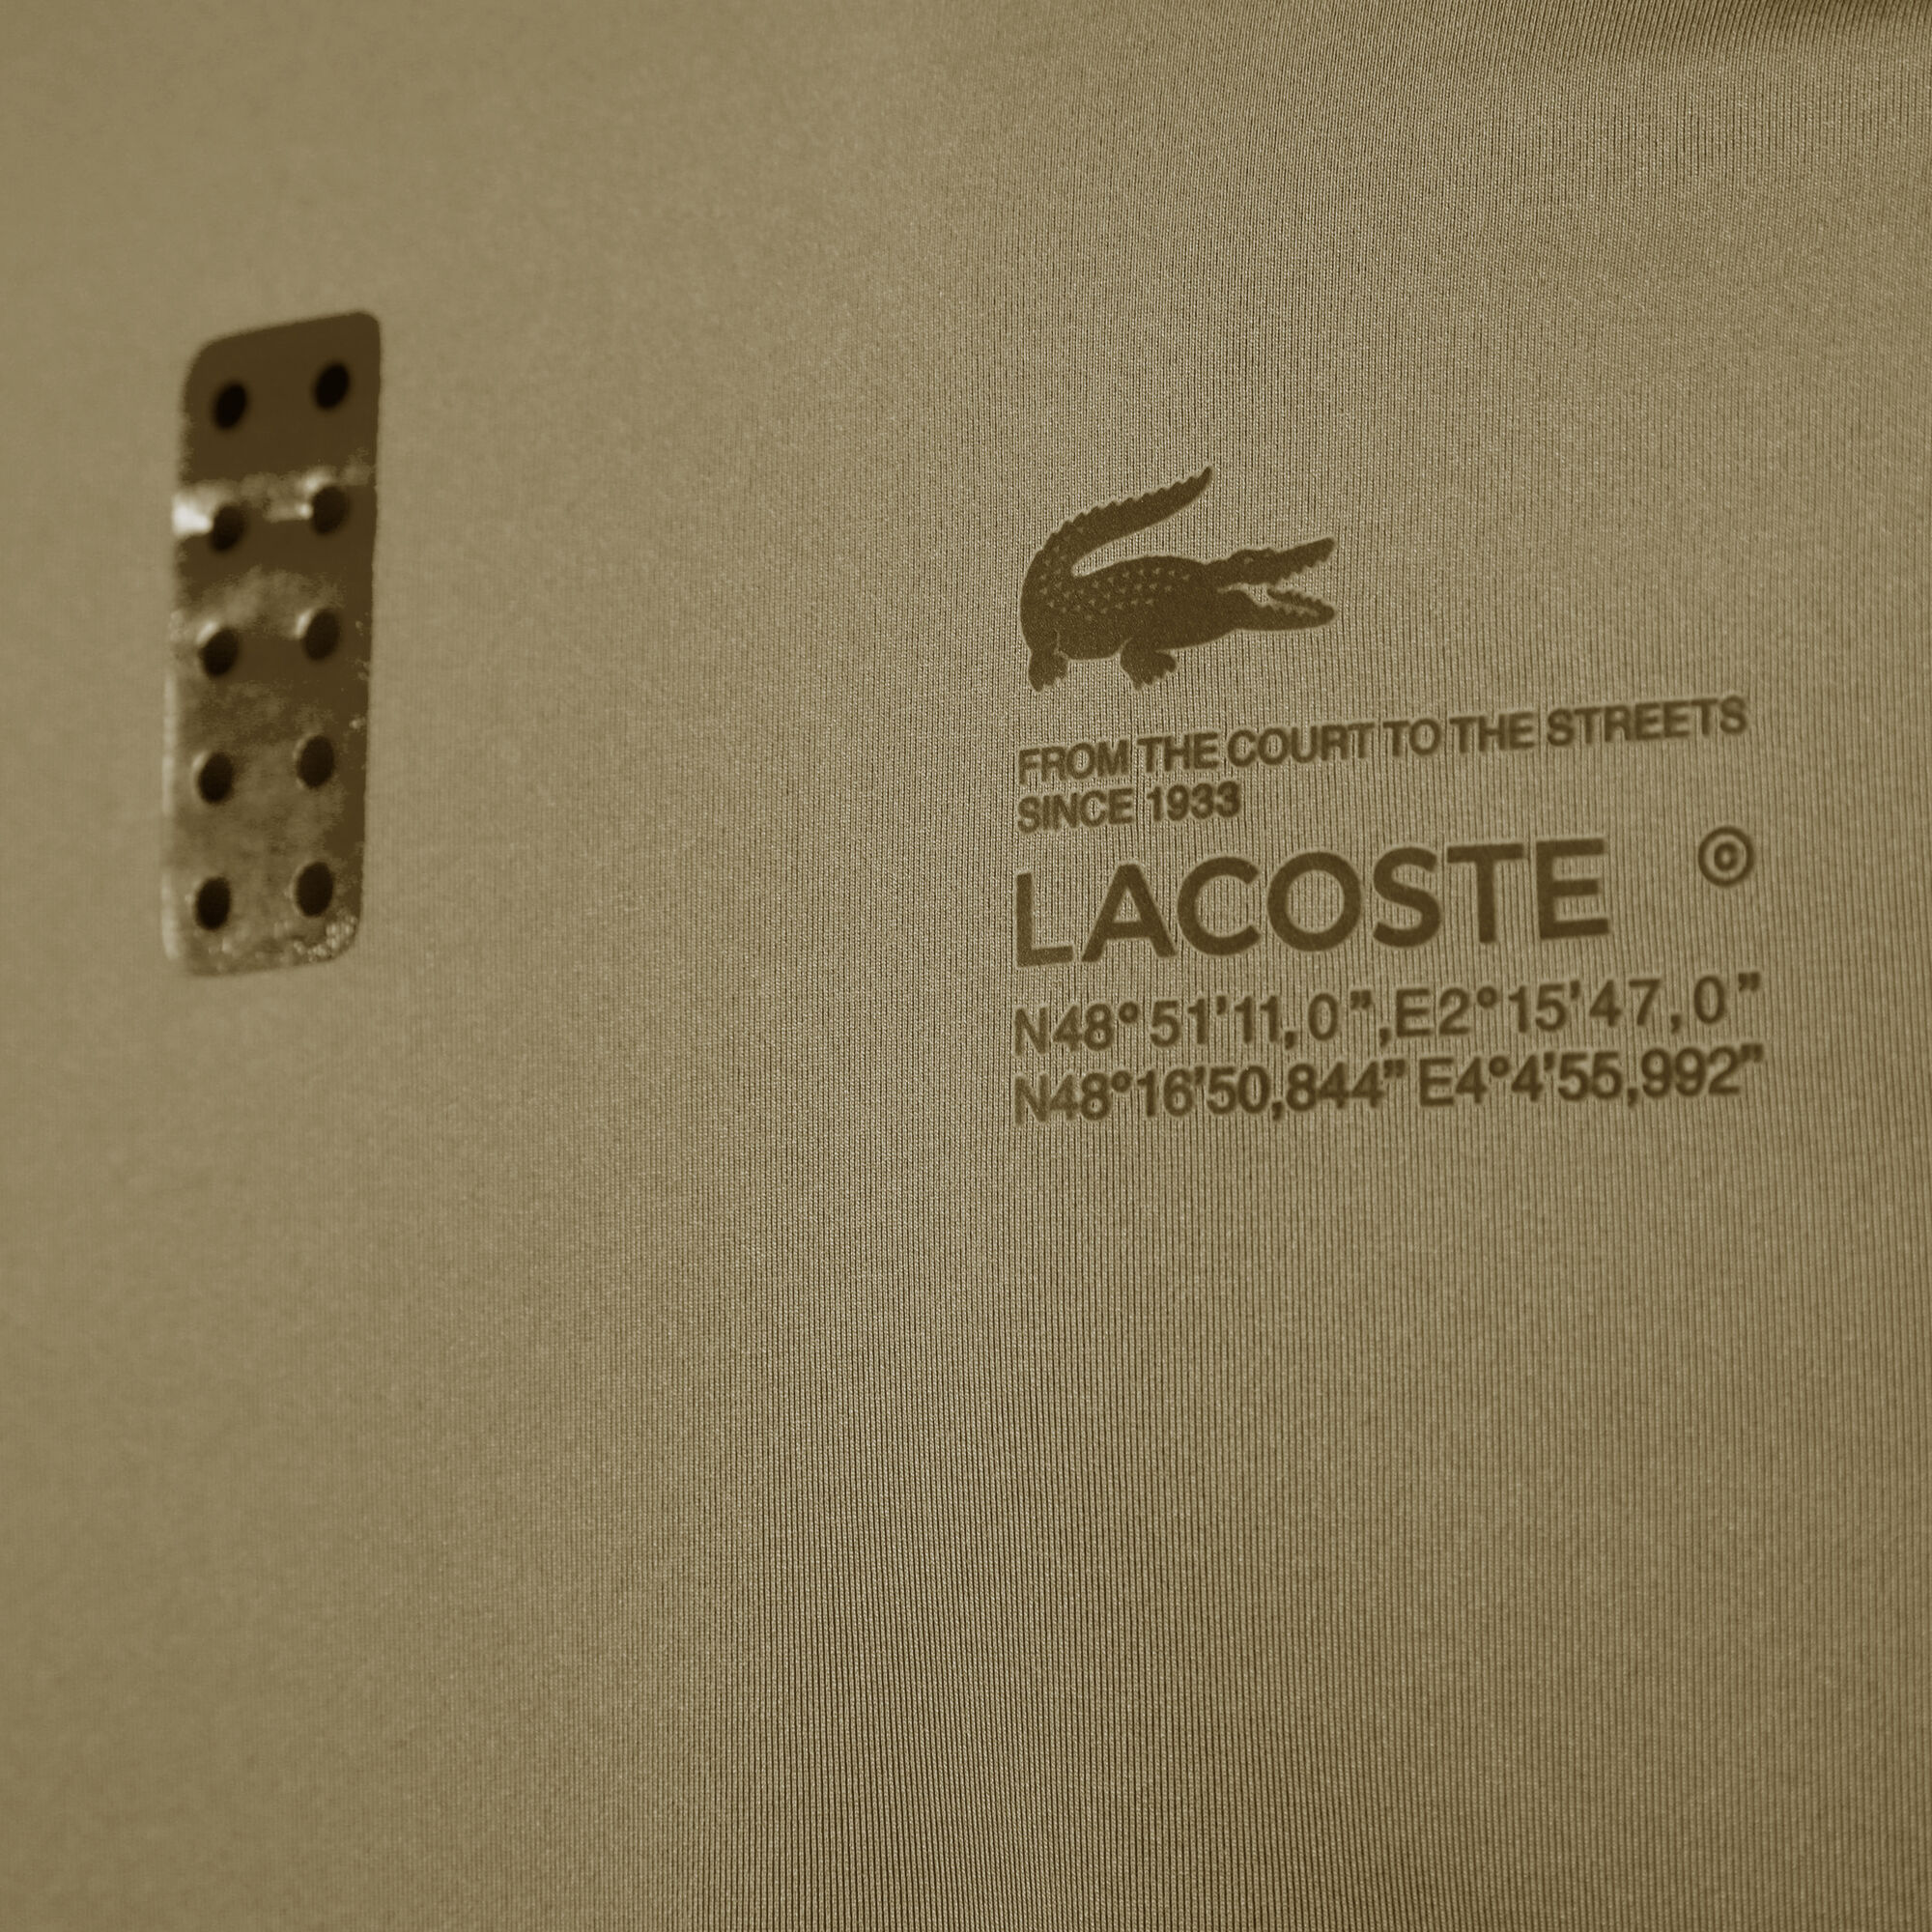 FROM THE COURT TO THE STREETS
SINCE 1933
LACOSTE ©
N48°51'11,0",E2°15'47,0"
N48°16'50,844" E4°4'55,992"